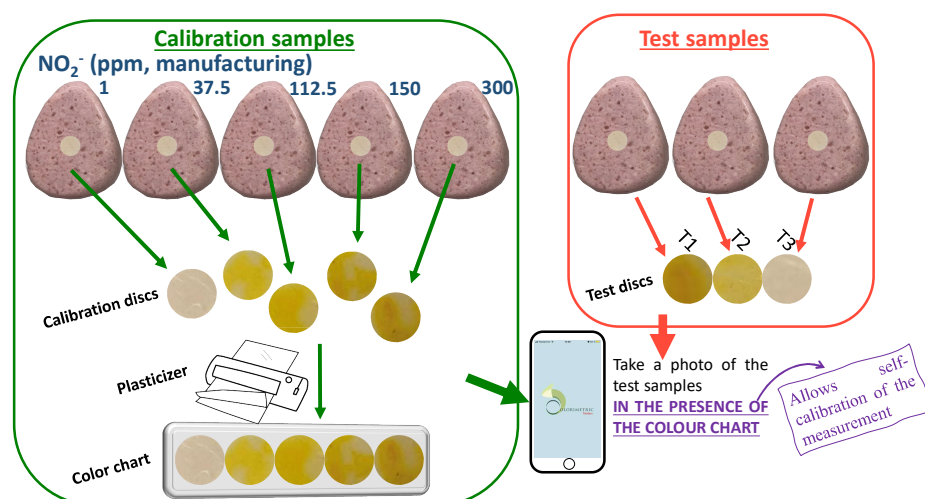 Calibration samples
NO2- (ppm, manufacturing)
1
37.5
112.5
150
300
Calibration discs
Plasticizer
Color chart
Test samples
T1
T2
T3
Test discs
Take a photo of the
test samples
IN THE PRESENCE OF
THE COLOUR CHART
Allows self-
calibration of the
measurement